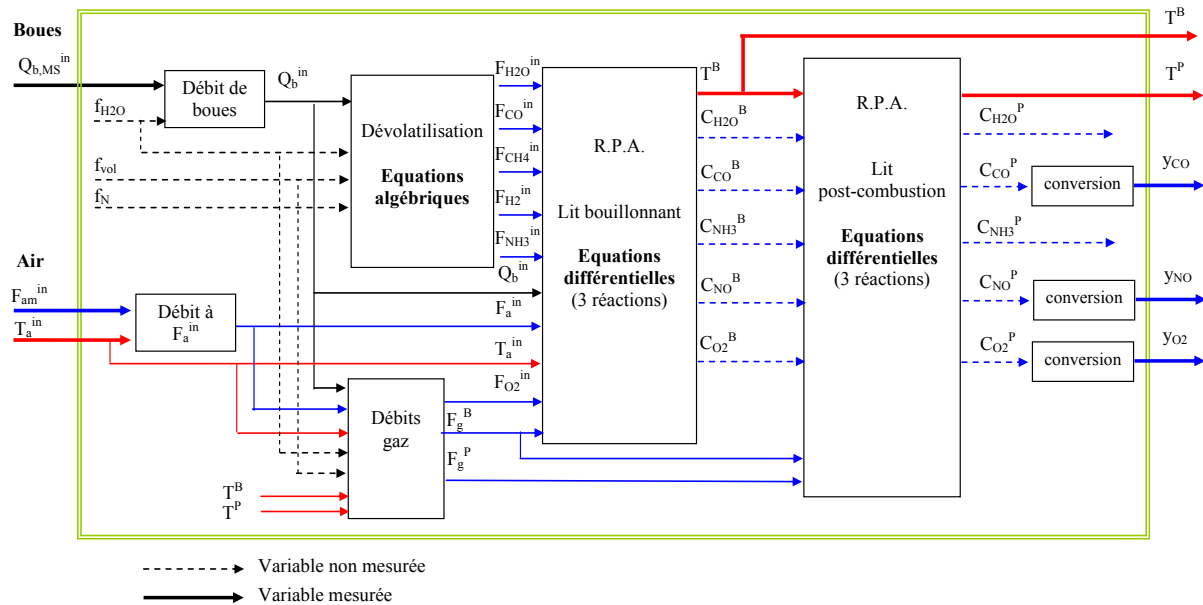 Boues
Q_b,MS^in
f_H2O
f_vol
f_N
Air
F_am^in
T_a^in
Débit de
boues
Q_b^in
Débit à
F_a^in
Dévolatilisation
Equations
algébriques
F_H2O^in
F_CO^in
F_CH4^in
F_H2^in
F_NH3^in
Q_b^in
F_a^in
T_a^in
F_O2^in
F_g^B
F_g^P
Débits
gaz
T^B
T^P
R.P.A.
Lit bouillonnant
Equations
différentielles
(3 réactions)
T^B
C_H2O^B
C_CO^B
C_NH3^B
C_NO^B
C_O2^B
R.P.A.
Lit
post-combustion
Equations
différentielles
(3 réactions)
C_H2O^P
C_CO^P
C_NH3^P
C_NO^P
C_O2^P
conversion
conversion
conversion
T^B
T^P
y_CO
y_NO
y_O2
Variable non mesurée
Variable mesurée